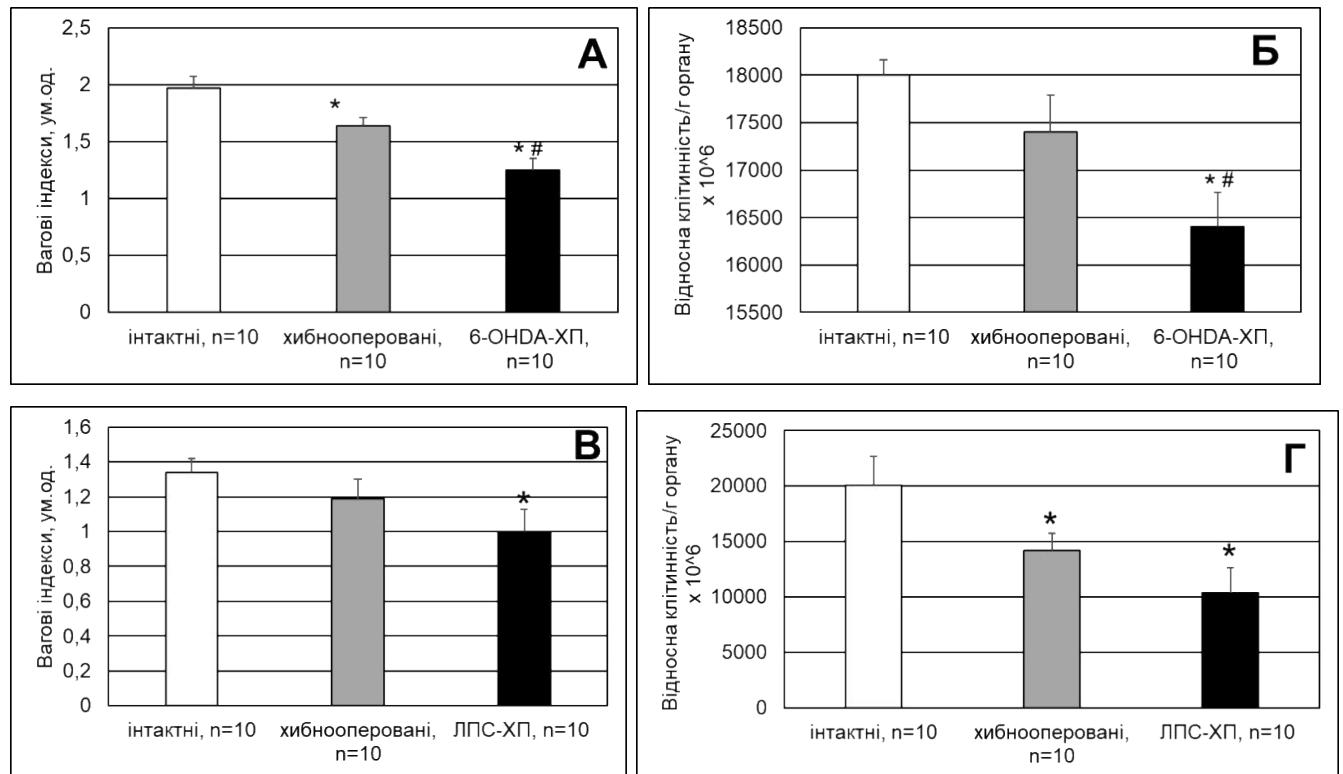 А
Вагові індекси, ум.од.
2,5
2
1,5
1
0,5
0
*
* #
інтактні, n=10
хибнооперовані,
n=10
6-OHDA-ХП,
n=10
Б
Відносна клітинність/г органу
х 10^6
18500
18000
17500
17000
16500
16000
15500
* #
інтактні, n=10
хибнооперовані,
n=10
6-OHDA-ХП,
n=10
В
Вагові індекси, ум.од.
1,6
1,4
1,2
1
0,8
0,6
0,4
0,2
0
*
інтактні, n=10
хибнооперовані,
n=10
ЛПС-ХП, n=10
Г
Відносна клітинність/г органу
х 10^6
25000
20000
15000
10000
5000
0
*
*
інтактні, n=10
хибнооперовані,
n=10
ЛПС-ХП, n=10